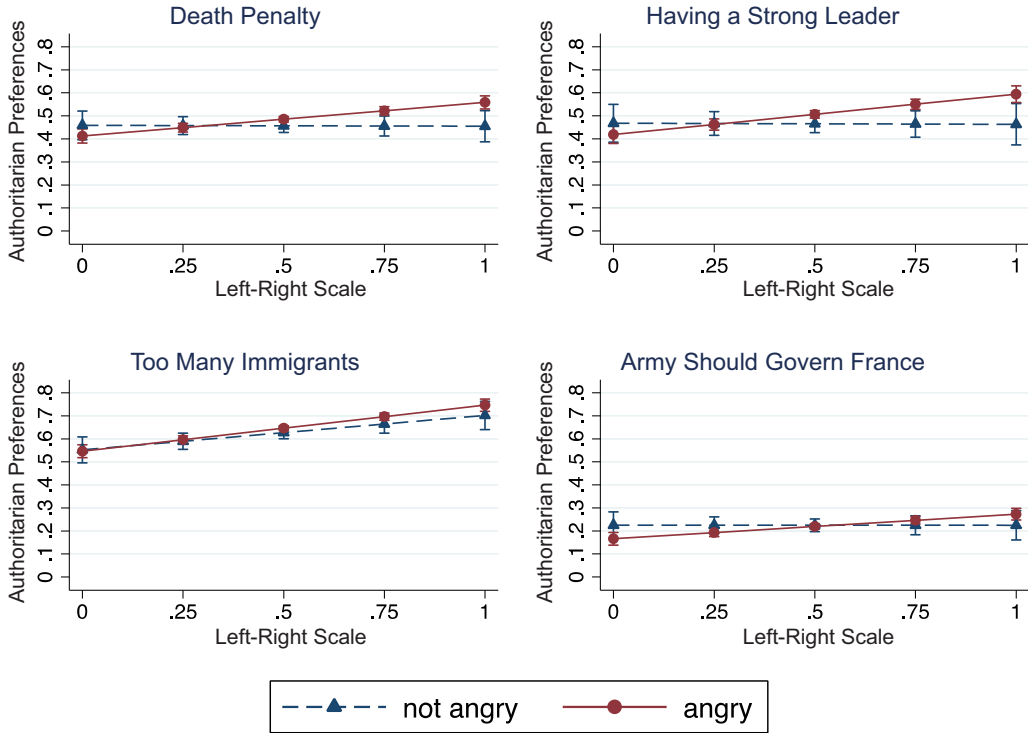 Death Penalty
Authoritarian Preferences
.8
.7
.6
.5
.4
.3
.2
.1
0
0 .25 .5 .75 1
Left-Right Scale
Having a Strong Leader
Authoritarian Preferences
.8
.7
.6
.5
.4
.3
.2
.1
0
0 .25 .5 .75 1
Left-Right Scale
Too Many Immigrants
Authoritarian Preferences
.8
.7
.6
.5
.4
.3
.2
.1
0
0 .25 .5 .75 1
Left-Right Scale
Army Should Govern France
Authoritarian Preferences
.8
.7
.6
.5
.4
.3
.2
.1
0
0 .25 .5 .75 1
Left-Right Scale
not angry angry